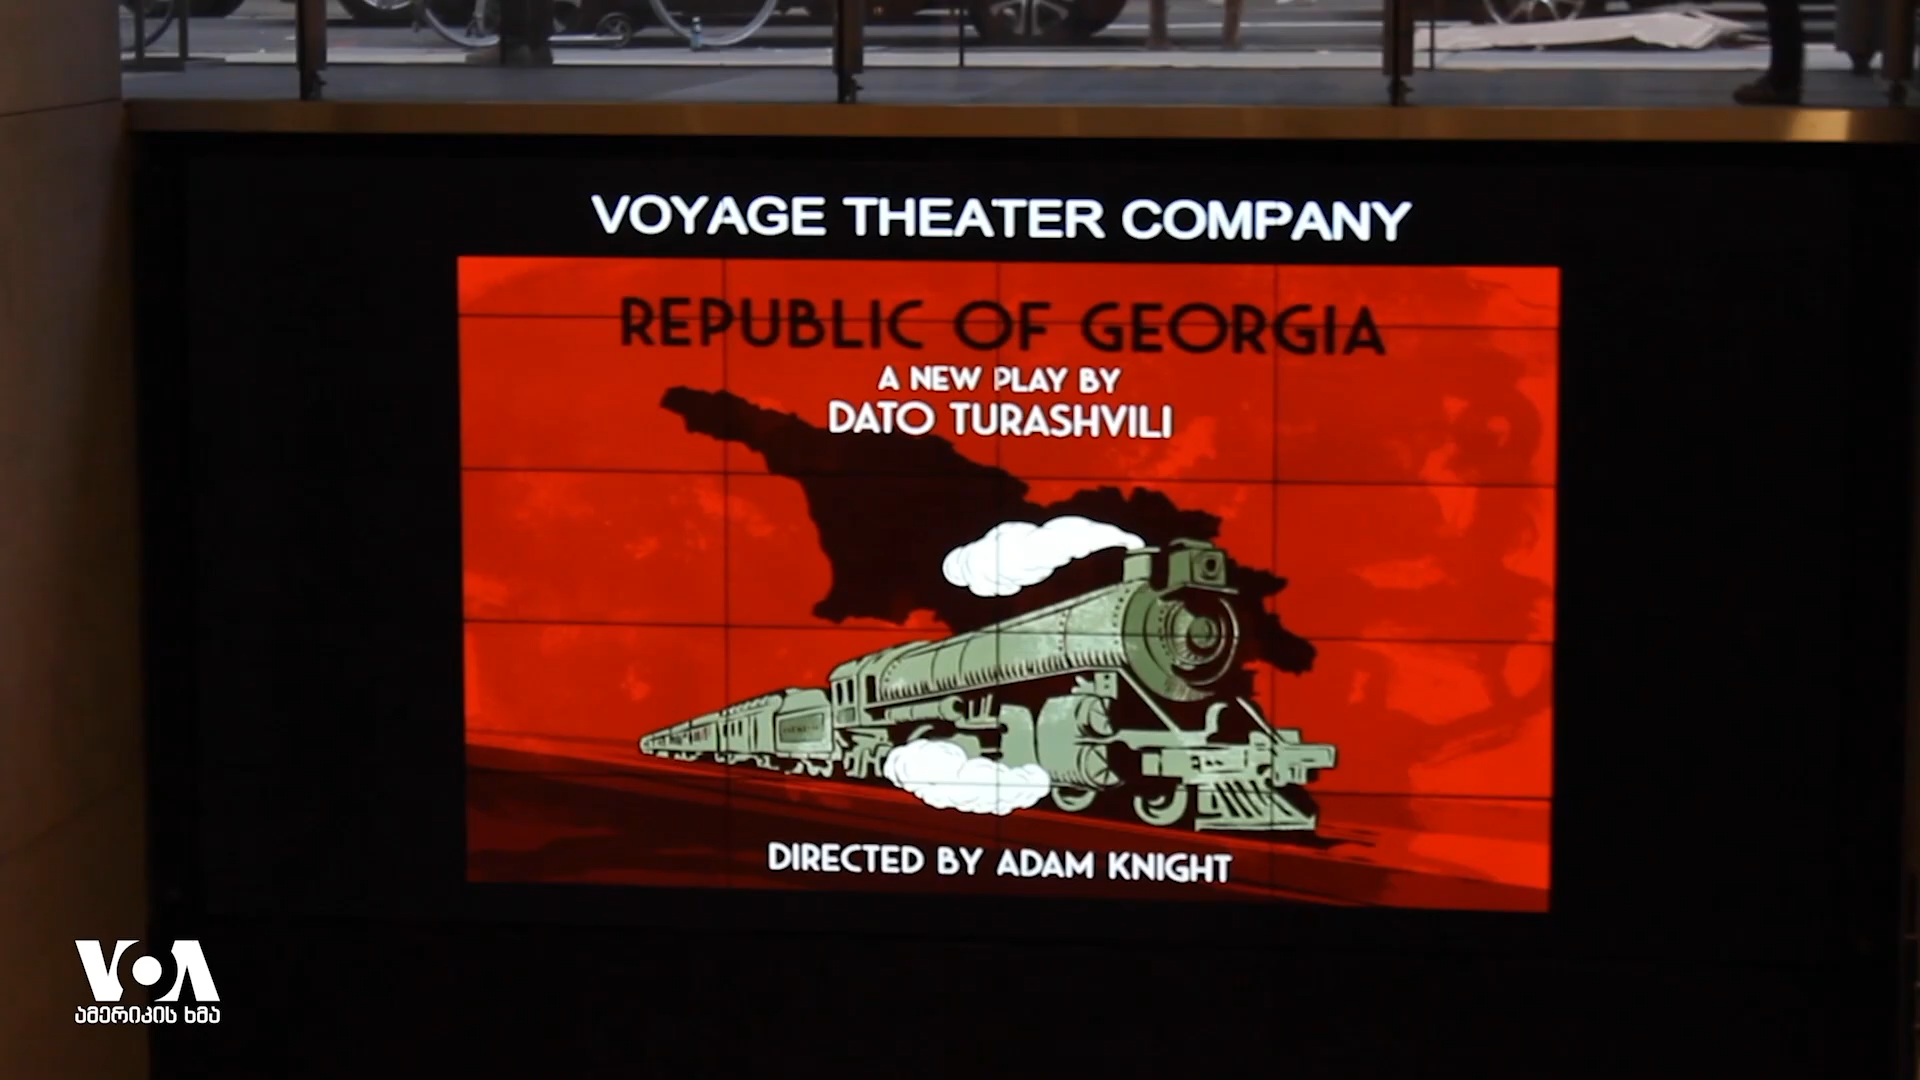 VOYAGE THEATER COMPANY
REPUBLIC OF GEORGIA
A NEW PLAY BY
DATO TURASHVILI
DIRECTED BY ADAM KNIGHT
VOA
ამერიკის ხმა